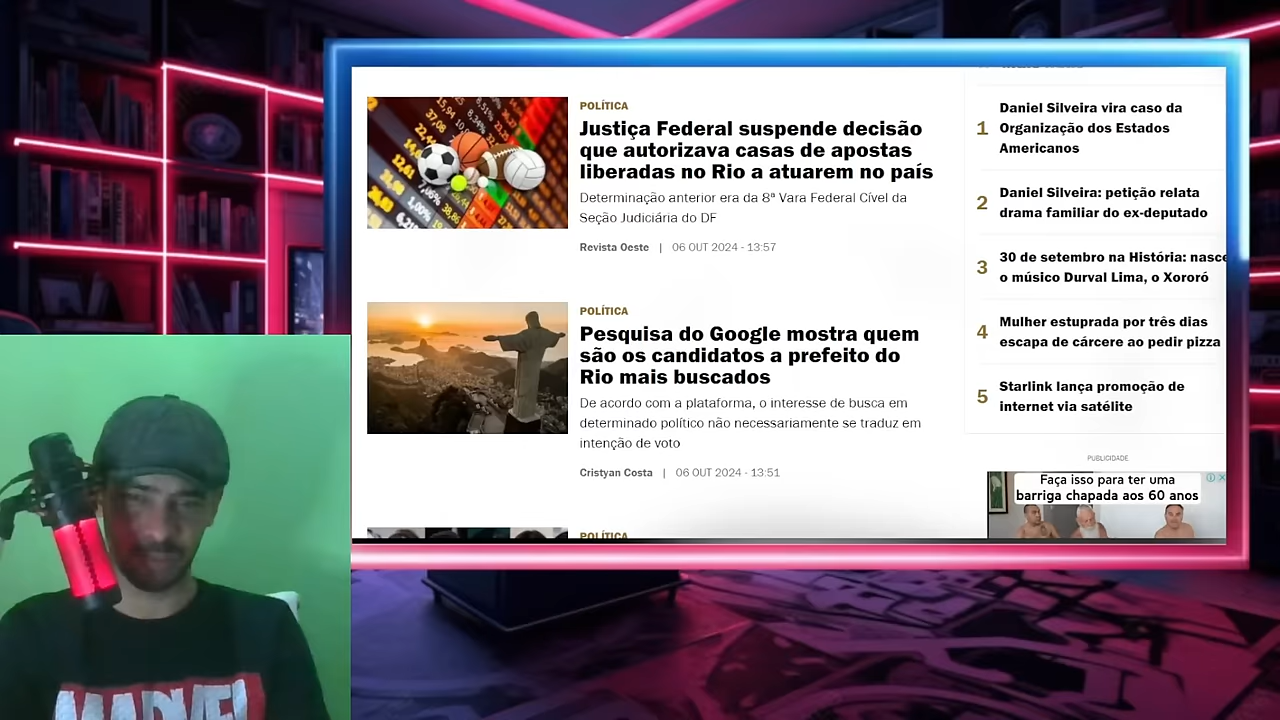 POLÍTICA
Justiça Federal suspende decisão
que autorizava casas de apostas
liberadas no Rio a atuarem no país
Determinação anterior era da 8ª Vara Federal Cível da
Seção Judiciária do DF
Revista Oeste | 06 OUT 2024 - 13:57
POLÍTICA
Pesquisa do Google mostra quem
são os candidatos a prefeito do
Rio mais buscados
De acordo com a plataforma, o interesse de busca em
determinado político não necessariamente se traduz em
intenção de voto
Cristyan Costa | 06 OUT 2024 - 13:51
POLÍTICA
1 Daniel Silveira vira caso da
Organização dos Estados
Americanos
2 Daniel Silveira: petição relata
drama familiar do ex-deputado
3 30 de setembro na História: nasce
o músico Durval Lima, o Xororó
4 Mulher estuprada por três dias
escapa de cárcere ao pedir pizza
5 Starlink lança promoção de
internet via satélite
PUBLICIDADE
Faça isso para ter uma
barriga chapada aos 60 anos
MARVEL